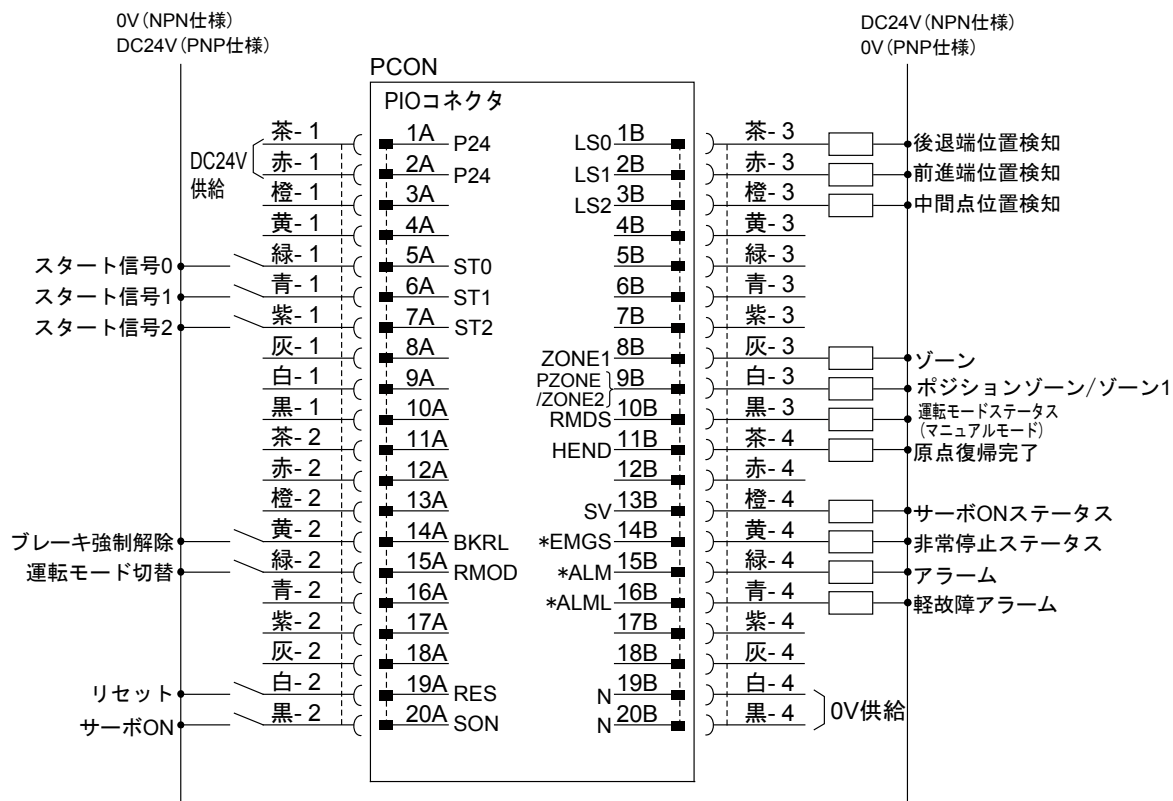 0V(NPN仕様)
DC24V(PNP仕様)
DC24V(NPN仕様)
0V(PNP仕様)
PCON
PIOコネクタ
DC24V
供給
茶- 1 1A P24 LS0 1B 茶- 3 後退端位置検知
赤- 1 2A P24 LS1 2B 赤- 3 前進端位置検知
橙- 1 3A LS2 3B 橙- 3 中間点位置検知
黄- 1 4A 4B 黄- 3
スタート信号0 緑- 1 5A ST0 5B 緑- 3
スタート信号1 青- 1 6A ST1 6B 青- 3
スタート信号2 紫- 1 7A ST2 7B 紫- 3
灰- 1 8A ZONE1 8B 灰- 3 ゾーン
白- 1 9A PZONE /ZONE2 9B 白- 3 ポジションゾーン/ゾーン1
黒- 1 10A RMDS 10B 黒- 3 運転モードステータス
(マニュアルモード)
茶- 2 11A HEND 11B 茶- 4 原点復帰完了
赤- 2 12A 12B 赤- 4
橙- 2 13A SV 13B 橙- 4 サーボONステータス
ブレーキ強制解除 黄- 2 14A BKRL *EMGS 14B 黄- 4 非常停止ステータス
運転モード切替 緑- 2 15A RMOD *ALM 15B 緑- 4 アラーム
青- 2 16A *ALML 16B 青- 4 軽故障アラーム
紫- 2 17A 17B 紫- 4
灰- 2 18A 18B 灰- 4
リセット 白- 2 19A RES N 19B 白- 4
サーボON 黒- 2 20A SON N 20B 黒- 4
0V供給